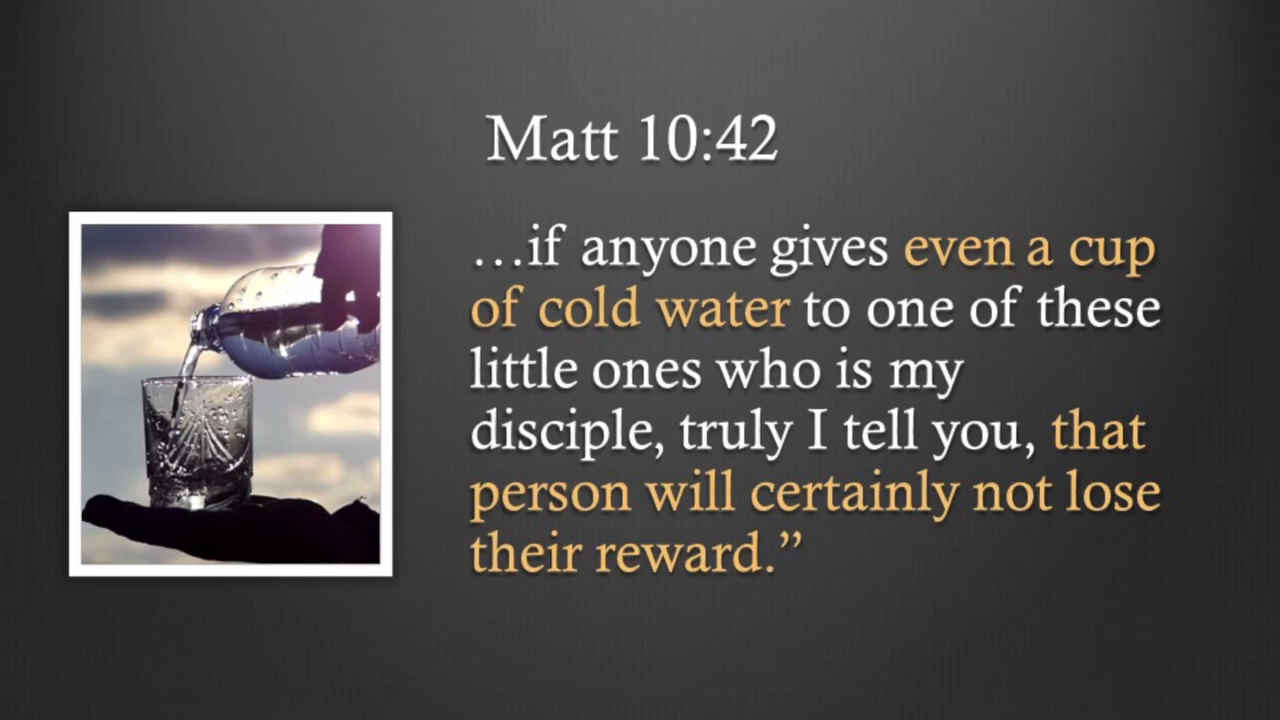 Matt 10:42
…if anyone gives even a cup
of cold water to one of these
little ones who is my
disciple, truly I tell you, that
person will certainly not lose
their reward.”